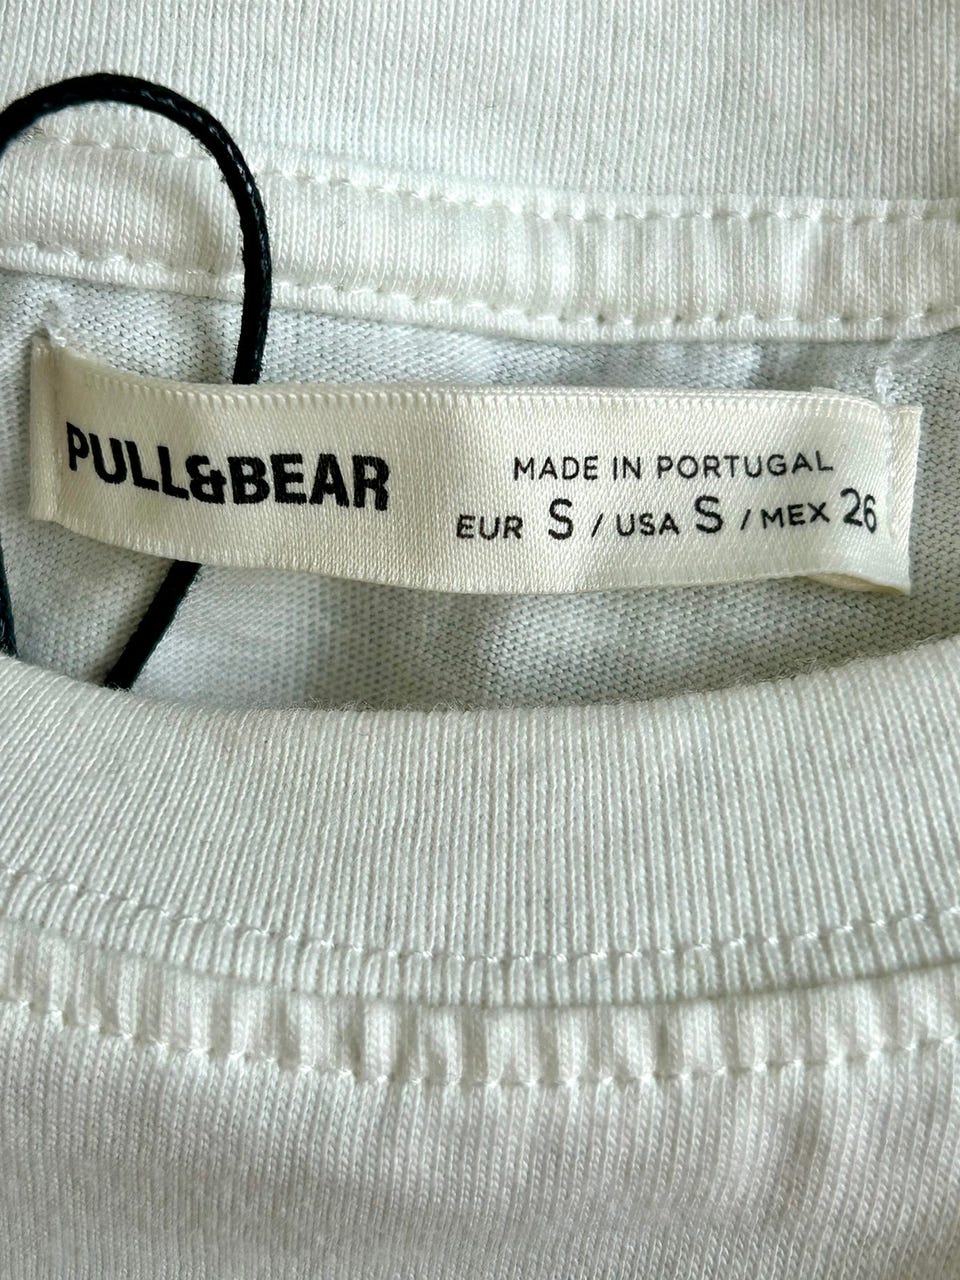 PULL&BEAR
MADE IN PORTUGAL
EUR S / USA S / MEX 26